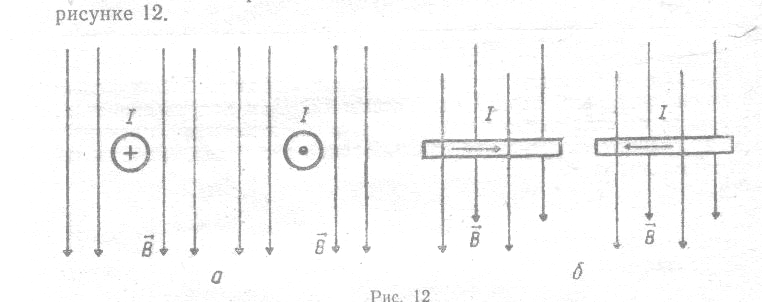 рисунке 12.
I I I I
B⃗ B⃗ B⃗ B⃗
а б
Рис. 12